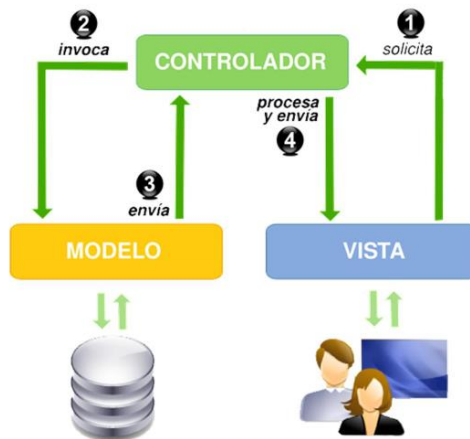 2
invoca
CONTROLADOR
1
solicita
procesa
y envía
4
3
envía
MODELO
VISTA